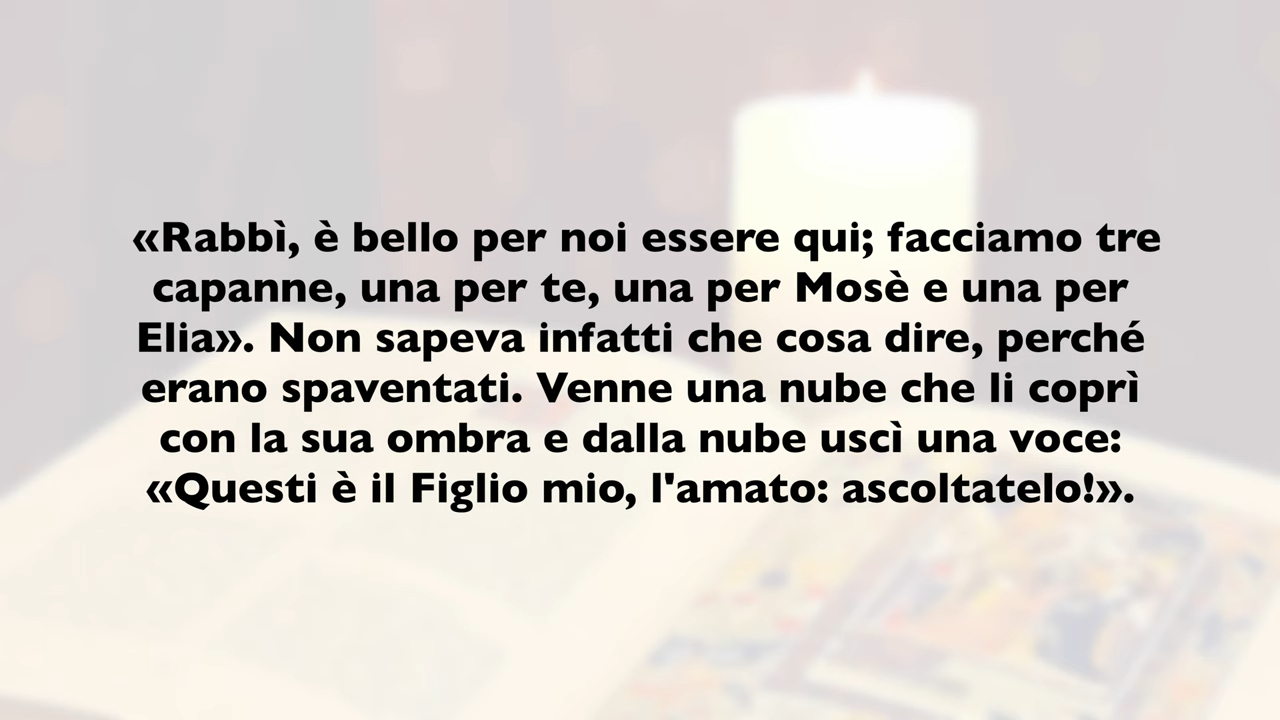 «Rabbì, è bello per noi essere qui; facciamo tre
capanne, una per te, una per Mosè e una per
Elia». Non sapeva infatti che cosa dire, perché
erano spaventati. Venne una nube che li coprì
con la sua ombra e dalla nube uscì una voce:
«Questi è il Figlio mio, l'amato: ascoltatelo!».